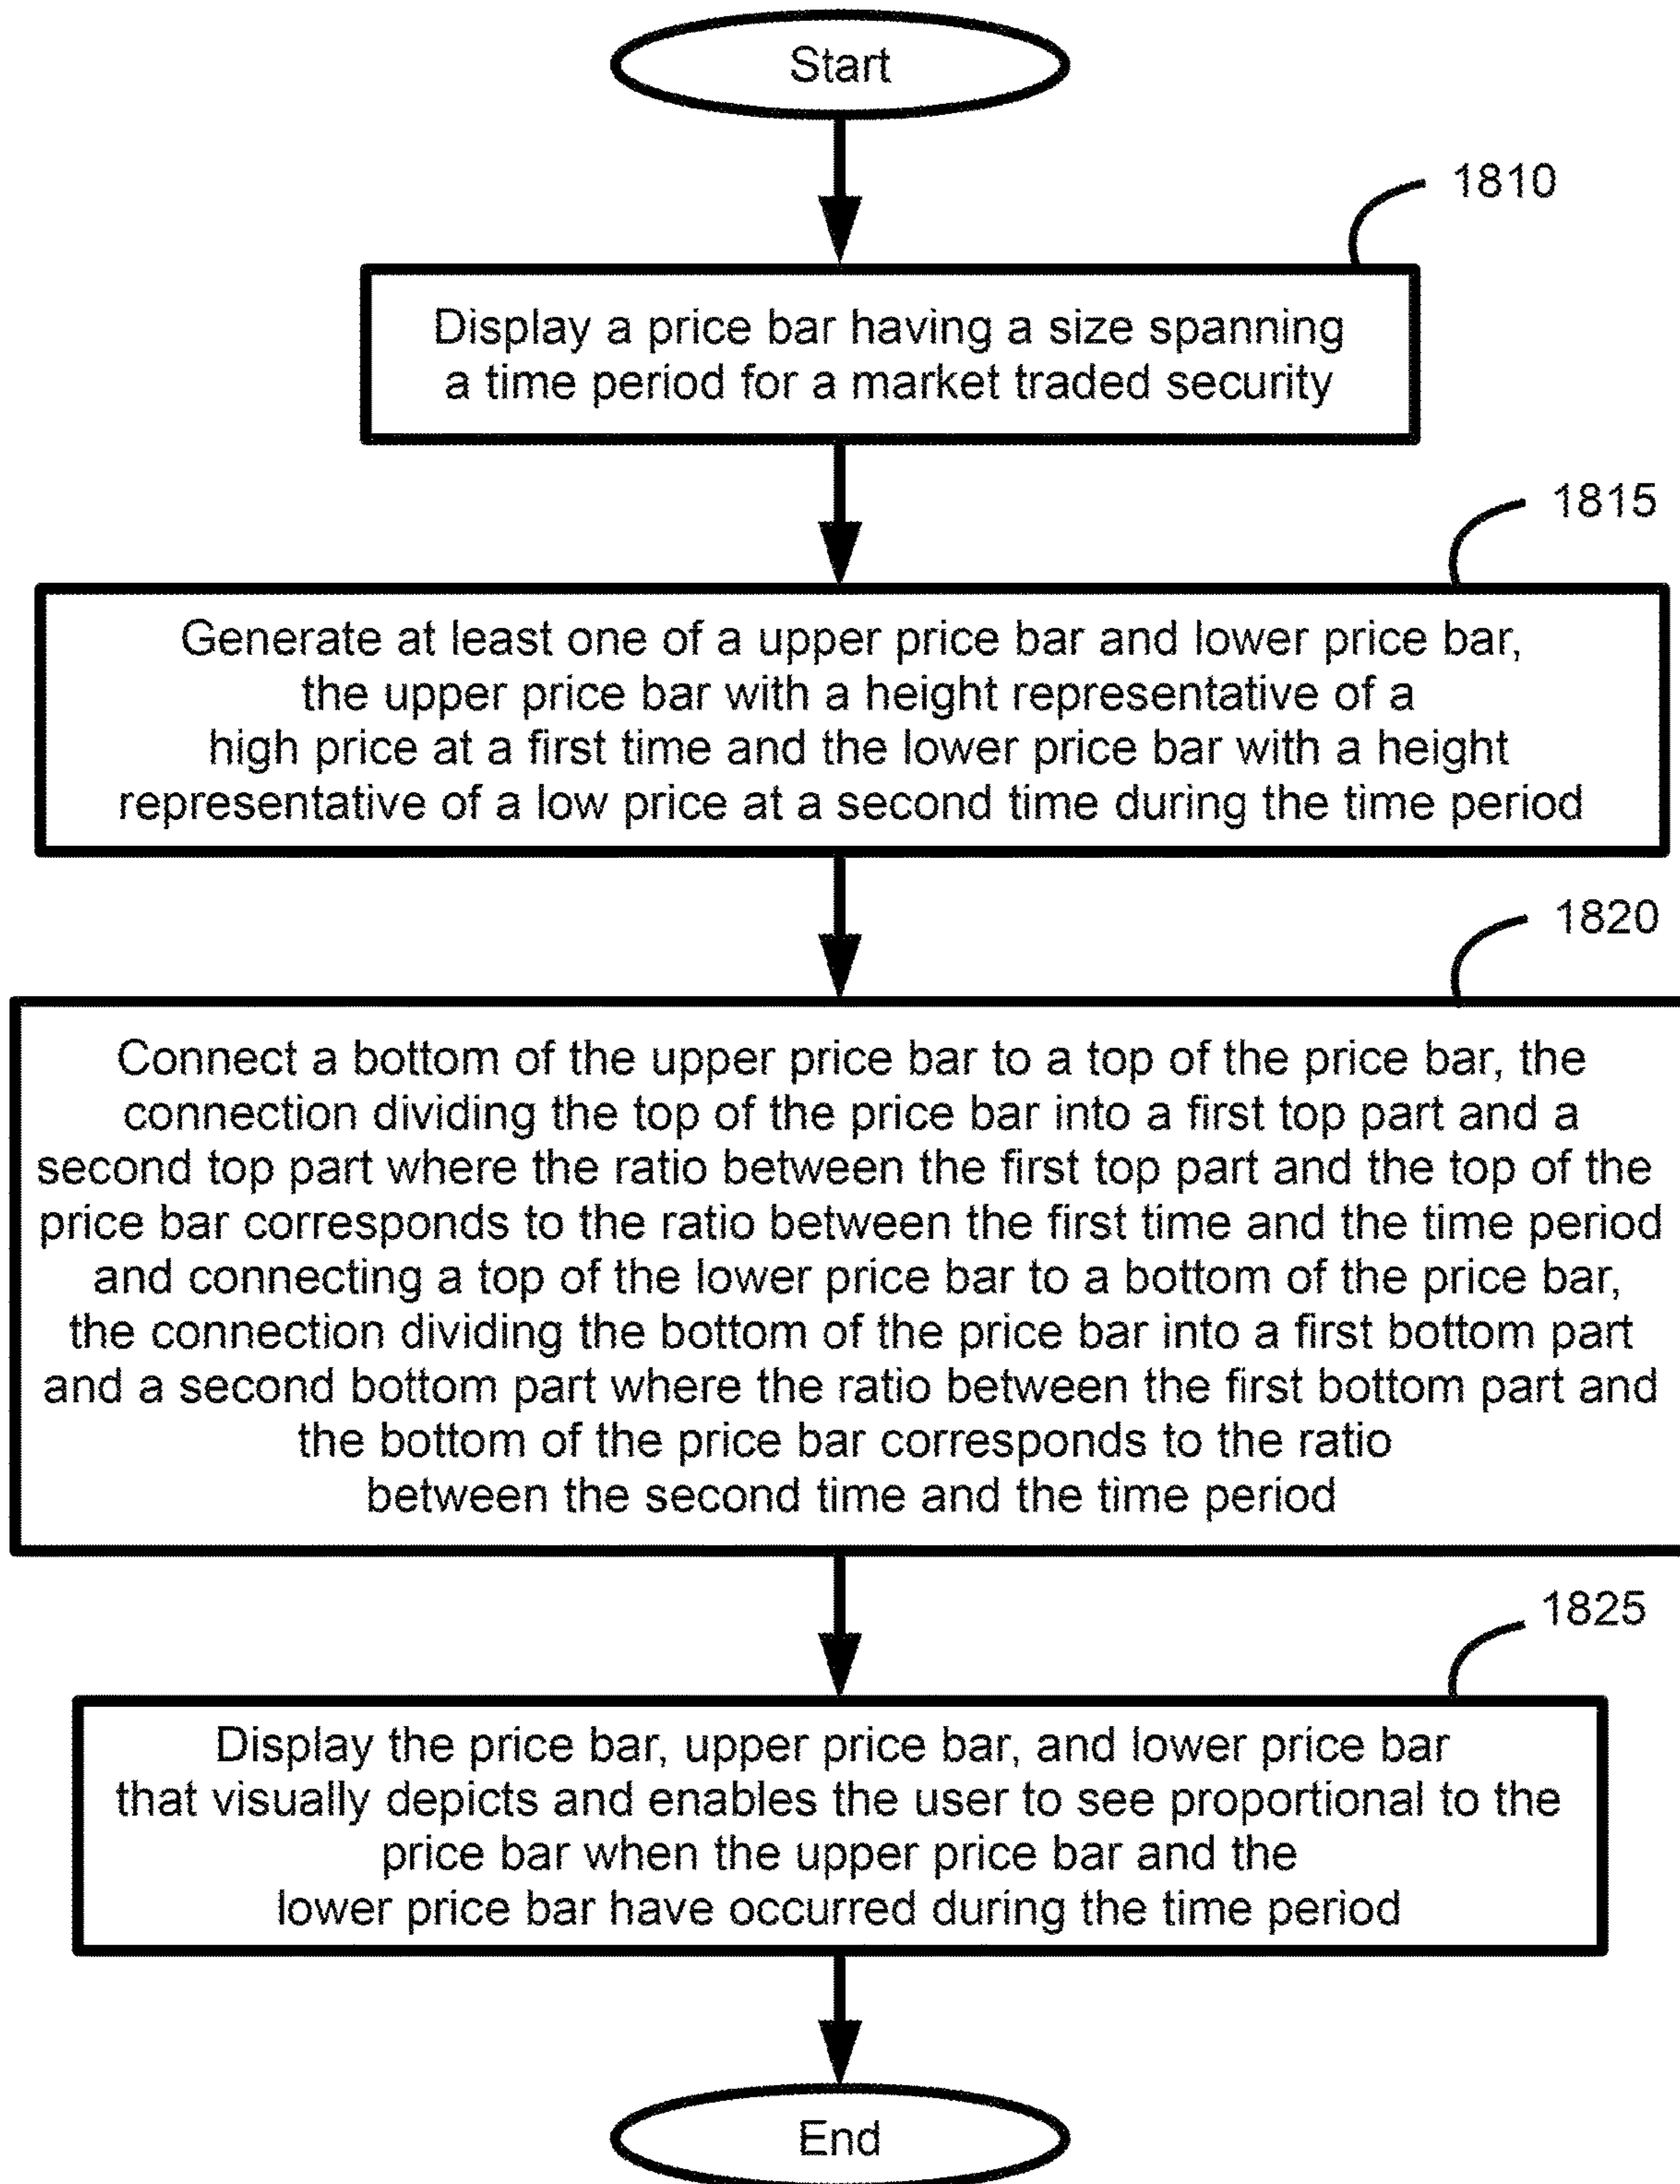 Start
1810
Display a price bar having a size spanning
a time period for a market traded security
1815
Generate at least one of a upper price bar and lower price bar,
the upper price bar with a height representative of a
high price at a first time and the lower price bar with a height
representative of a low price at a second time during the time period
1820
Connect a bottom of the upper price bar to a top of the price bar, the
connection dividing the top of the price bar into a first top part and a
second top part where the ratio between the first top part and the top of the
price bar corresponds to the ratio between the first time and the time period
and connecting a top of the lower price bar to a bottom of the price bar,
the connection dividing the bottom of the price bar into a first bottom part
and a second bottom part where the ratio between the first bottom part and
the bottom of the price bar corresponds to the ratio
between the second time and the time period
1825
Display the price bar, upper price bar, and lower price bar
that visually depicts and enables the user to see proportional to the
price bar when the upper price bar and the
lower price bar have occurred during the time period
End